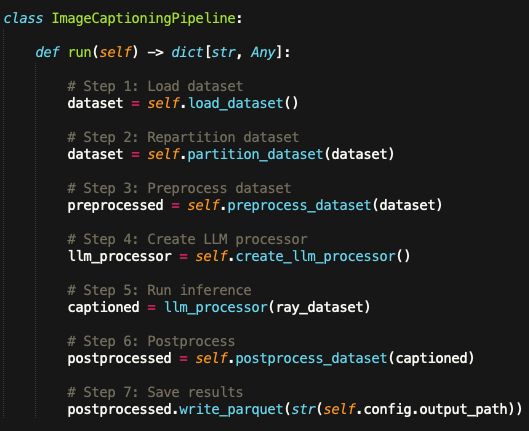 class ImageCaptioningPipeline:
def run(self) -> dict[str, Any]:
# Step 1: Load dataset
dataset = self.load_dataset()
# Step 2: Repartition dataset
dataset = self.partition_dataset(dataset)
# Step 3: Preprocess dataset
preprocessed = self.preprocess_dataset(dataset)
# Step 4: Create LLM processor
llm_processor = self.create_llm_processor()
# Step 5: Run inference
captioned = llm_processor(ray_dataset)
# Step 6: Postprocess
postprocessed = self.postprocess_dataset(captioned)
# Step 7: Save results
postprocessed.write_parquet(str(self.config.output_path))